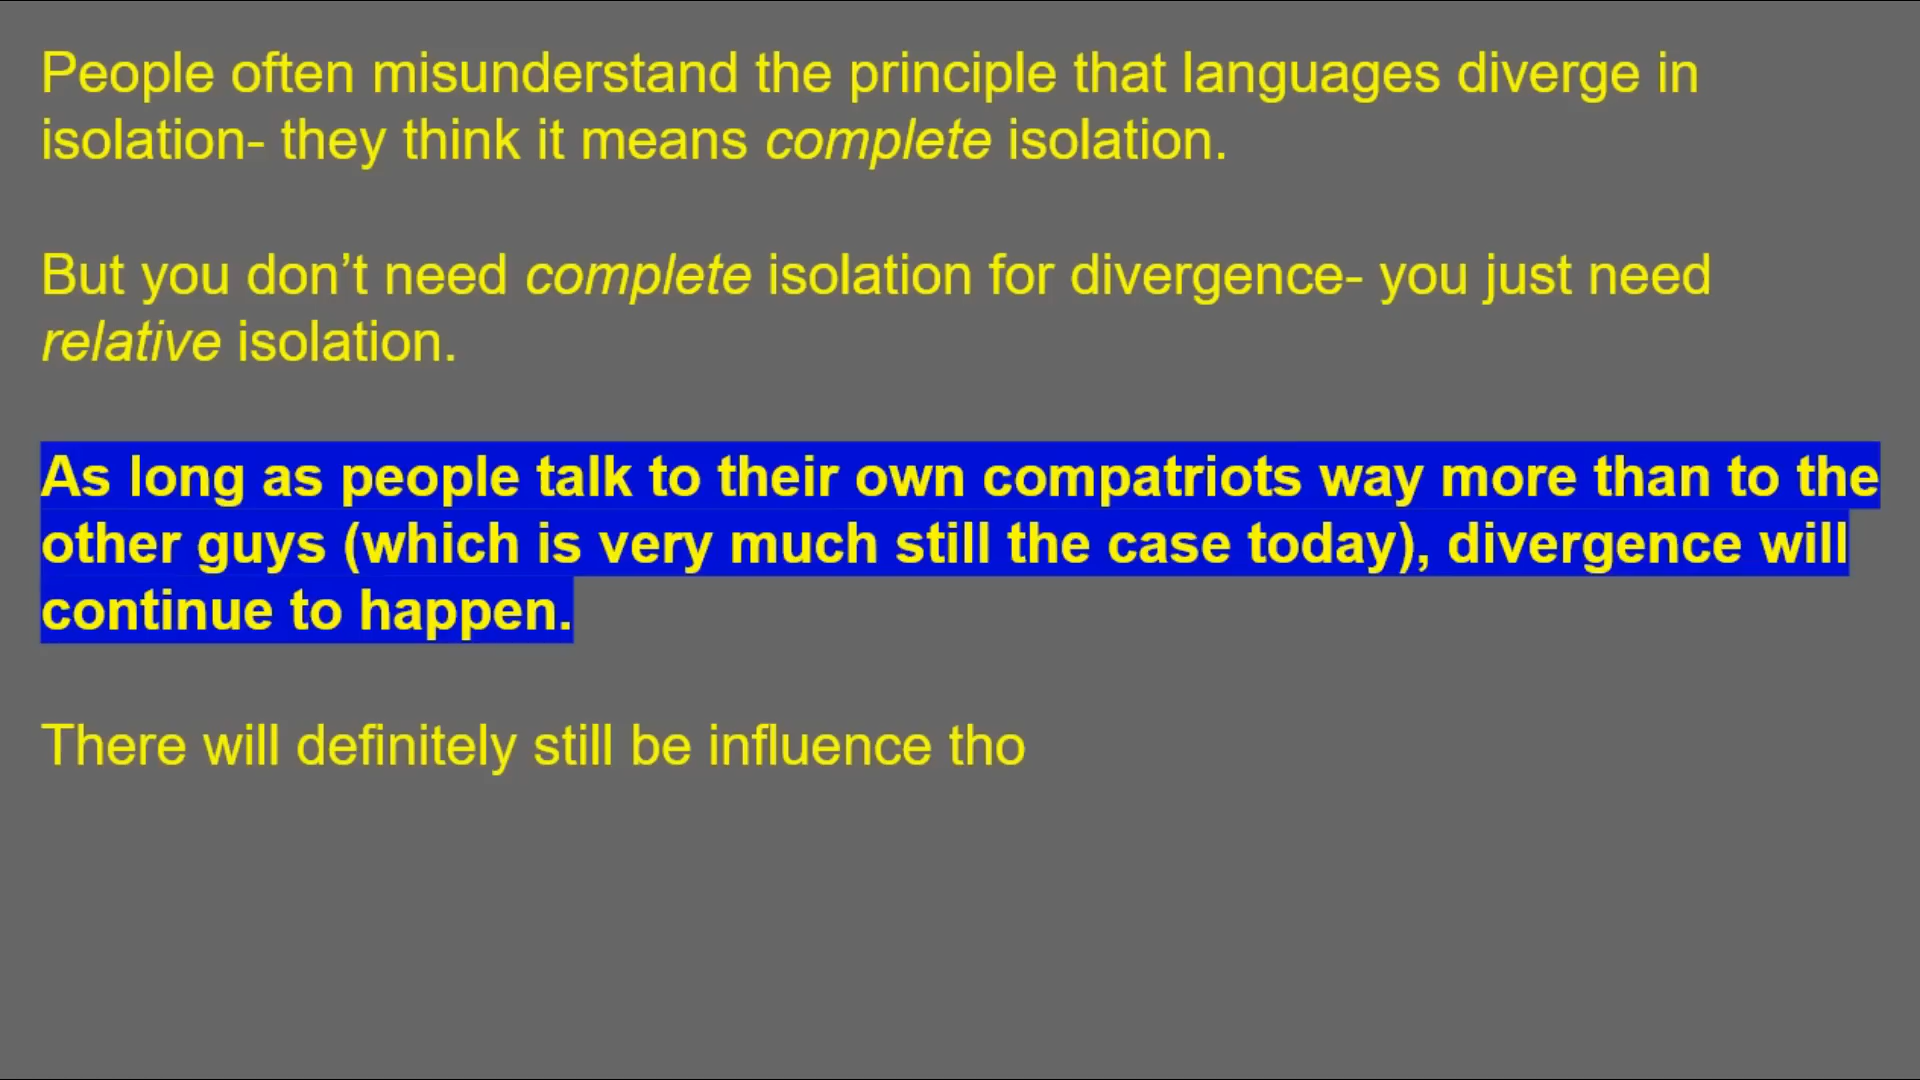 People often misunderstand the principle that languages diverge in
isolation- they think it means complete isolation.
But you don’t need complete isolation for divergence- you just need
relative isolation.
As long as people talk to their own compatriots way more than to the
other guys (which is very much still the case today), divergence will
continue to happen.
There will definitely still be influence tho